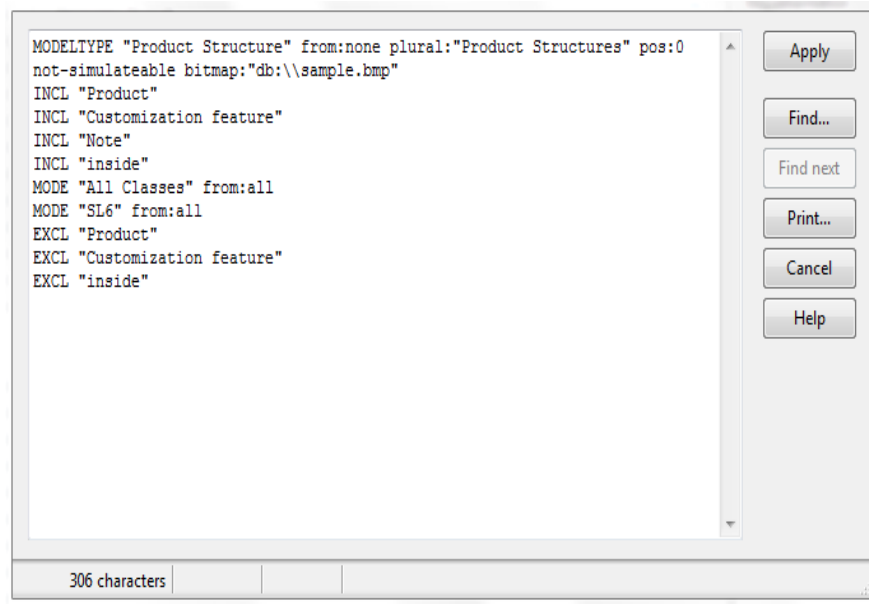 MODELTYPE "Product Structure" from:none plural:"Product Structures" pos:0
not-simulateable bitmap:"db:\\sample.bmp"
INCL "Product"
INCL "Customization feature"
INCL "Note"
INCL "inside"
MODE "All Classes" from:all
MODE "SL6" from:all
EXCL "Product"
EXCL "Customization feature"
EXCL "inside"
Apply
Find...
Find next
Print...
Cancel
Help
306 characters